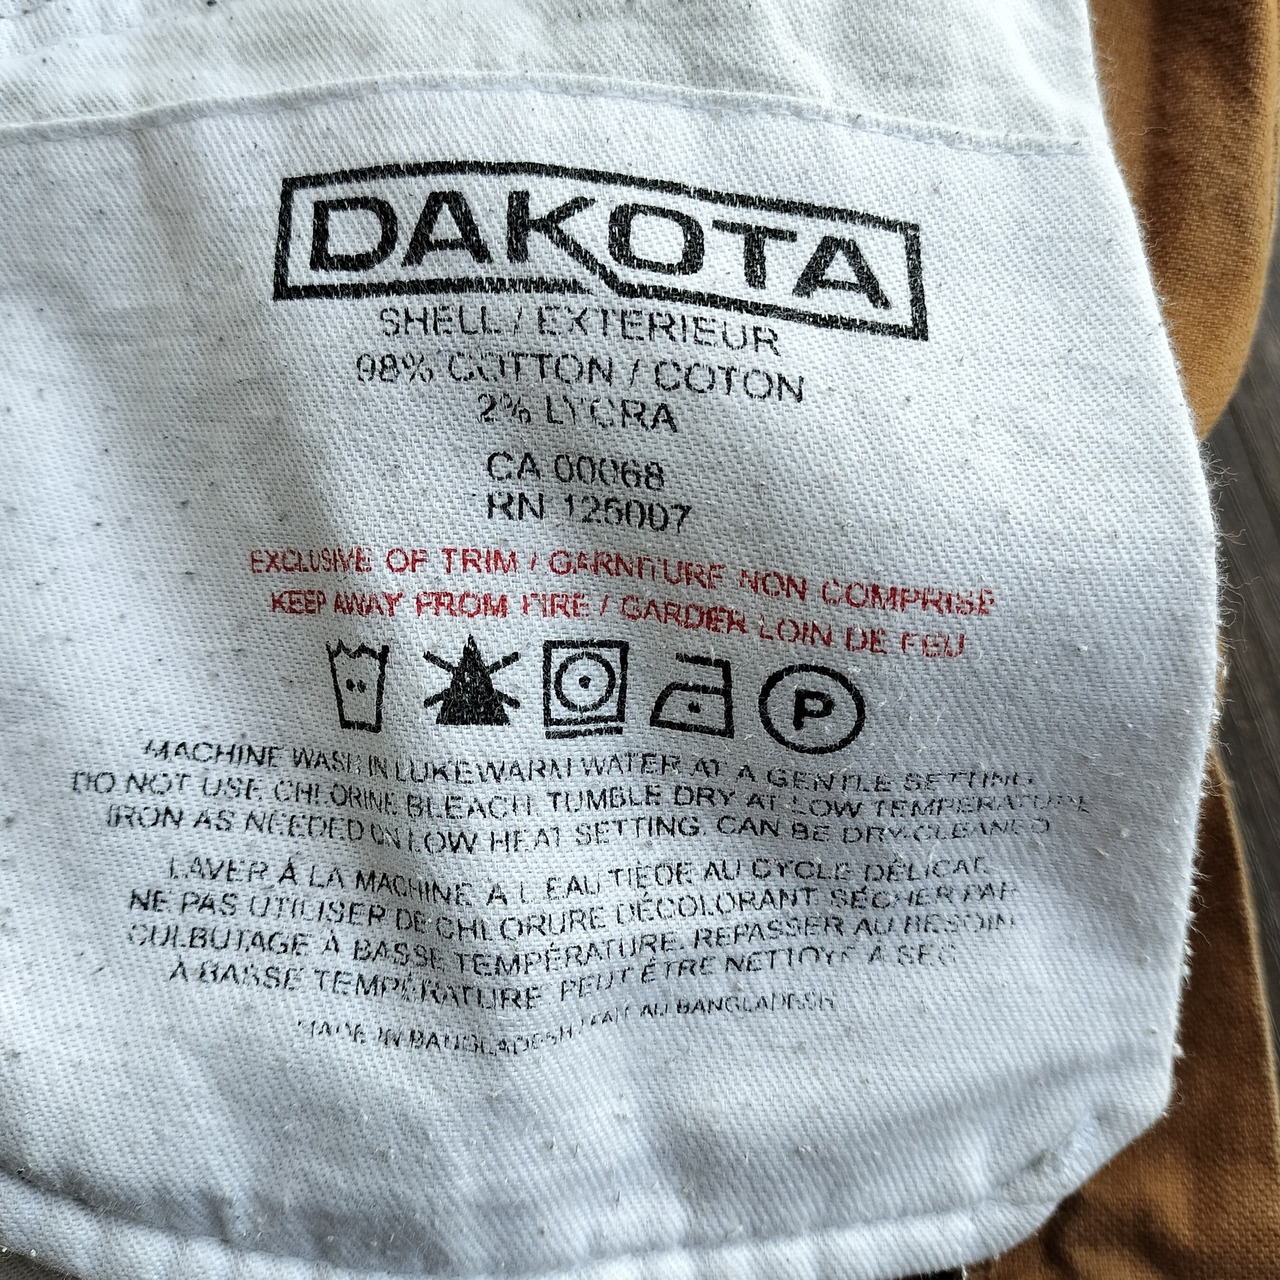 DAKOTA
SHELL / EXTERIEUR
98% COTTON / COTON
2% LYCRA
CA 00068
RN 125007
EXCLUSIVE OF TRIM / GARNITURE NON COMPRISE
KEEP AWAY FROM FIRE / GARDER LOIN DE FEU
P
MACHINE WASH IN LUKEWARM WATER AT A GENTLE SETTING.
DO NOT USE CHLORINE BLEACH. TUMBLE DRY AT LOW TEMPERATURE
IRON AS NEEDED ON LOW HEAT SETTING. CAN BE DRY-CLEANED
LAVER À LA MACHINE À L'EAU TIÈDE AU CYCLE DÉLICAT.
NE PAS UTILISER DE CHLORURE DÉCOLORANT SÉCHER PAR
CULBUTAGE À BASSE TEMPÉRATURE. REPASSER AU BESOIN
À BASSE TEMPÉRATURE PEUT ÊTRE NETTOYÉ À SEC
MADE IN BANGLADESH / FAIT AU BANGLADESH